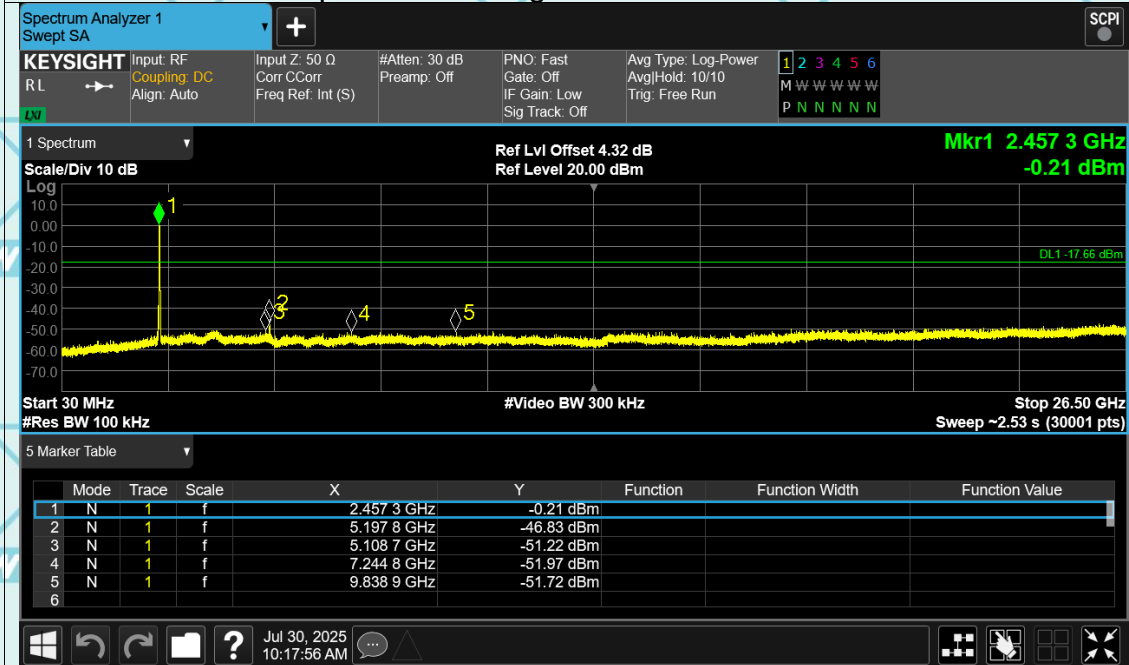 Spectrum Analyzer 1
Swept SA
+
SCPI
KEYSIGHT
RL
LXI
Input: RF
Coupling: DC
Align: Auto
Input Z: 50 Ω
Corr CCorr
Freq Ref: Int (S)
#Atten: 30 dB
Preamp: Off
PNO: Fast
Gate: Off
IF Gain: Low
Sig Track: Off
Avg Type: Log-Power
Avg|Hold: 10/10
Trig: Free Run
1 2 3 4 5 6
M W W W W W
P N N N N N
1 Spectrum
Scale/Div 10 dB
Ref Lvl Offset 4.32 dB
Ref Level 20.00 dBm
Mkr1 2.457 3 GHz
-0.21 dBm
Log
10.0
0.00
-10.0
-20.0
-30.0
-40.0
-50.0
-60.0
-70.0
1
2
3
4
5
DL1 -17.66 dBm
Start 30 MHz
#Res BW 100 kHz
#Video BW 300 kHz
Stop 26.50 GHz
Sweep ~2.53 s (30001 pts)
5 Marker Table
Mode Trace Scale X Y Function Function Width Function Value
1 N 1 f 2.457 3 GHz -0.21 dBm
2 N 1 f 5.197 8 GHz -46.83 dBm
3 N 1 f 5.108 7 GHz -51.22 dBm
4 N 1 f 7.244 8 GHz -51.97 dBm
5 N 1 f 9.838 9 GHz -51.72 dBm
6
?
Jul 30, 2025
10:17:56 AM